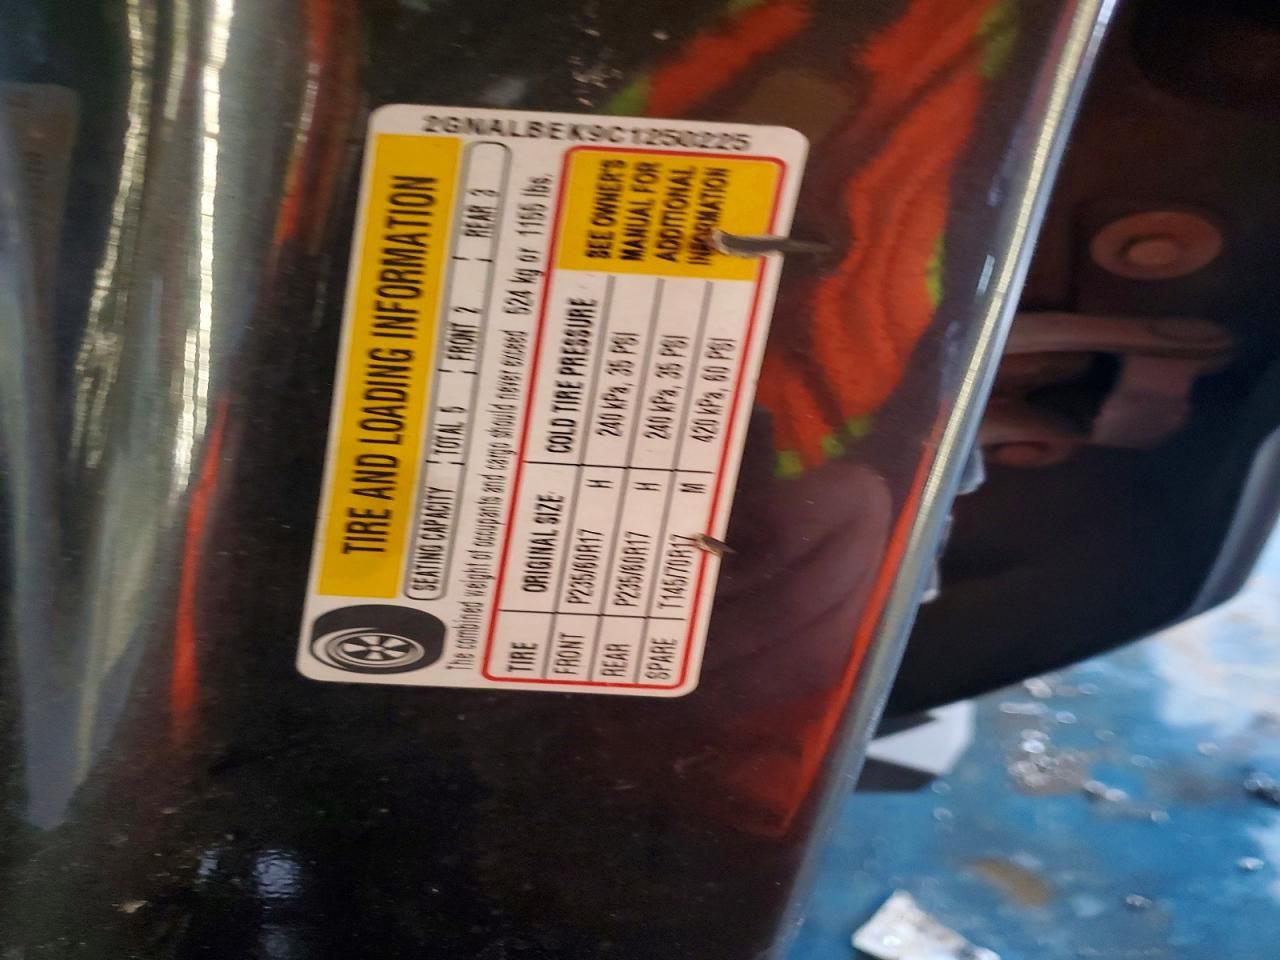 2GNALBEK9C1250225
TIRE AND LOADING INFORMATION
SEATING CAPACITY TOTAL 5 FRONT 2 REAR 3
The combined weight of occupants and cargo should never exceed 524 kg or 1155 lbs.
TIRE ORIGINAL SIZE COLD TIRE PRESSURE
FRONT P235/60R17 H 240 kPa, 35 PSI
REAR P235/60R17 H 240 kPa, 35 PSI
SPARE T145/70R17 M 420 kPa, 60 PSI
SEE OWNER'S
MANUAL FOR
ADDITIONAL
INFORMATION